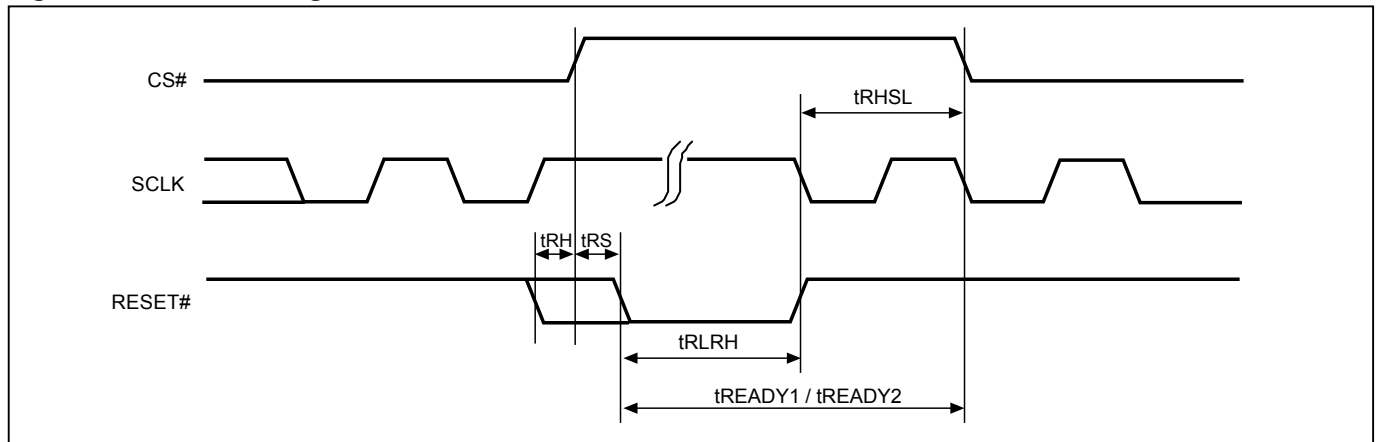 CS#
tRHSL
SCLK
tRH tRS
RESET#
tRLRH
tREADY1 / tREADY2